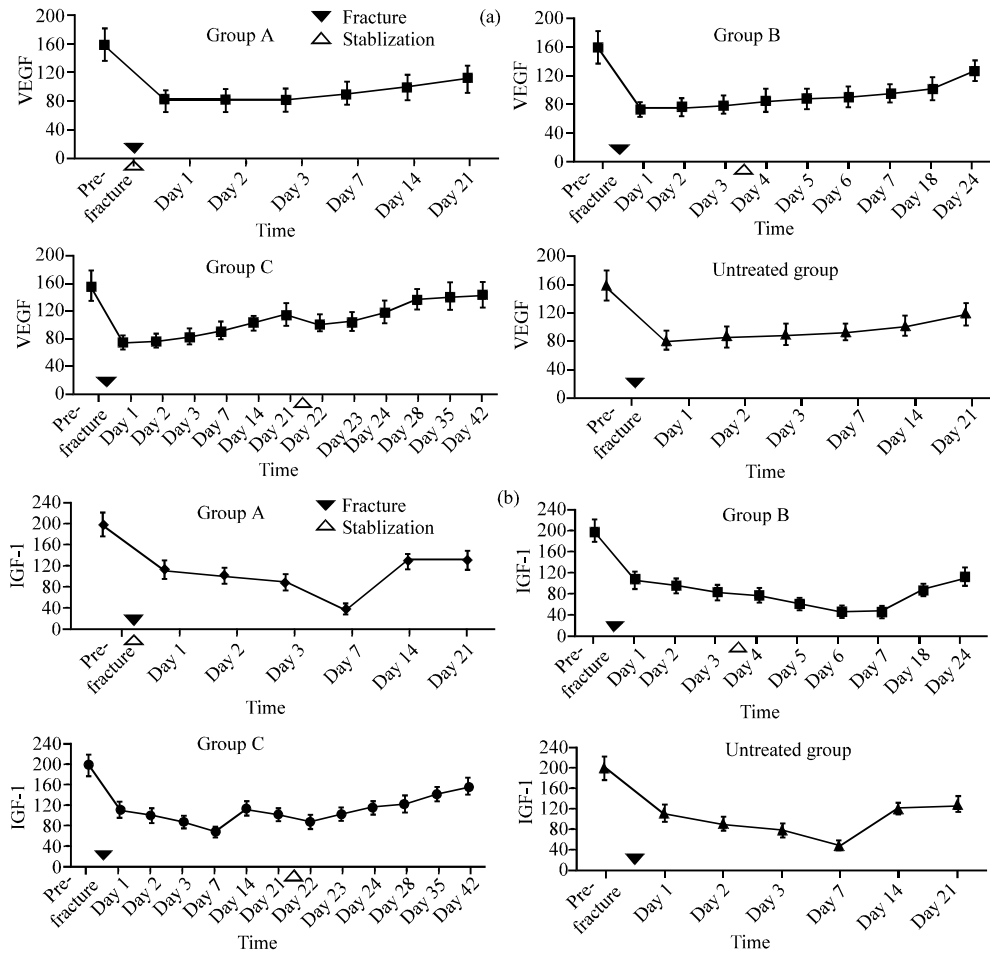 (a)
Fracture
Stablization
Group A
VEGF
200
160
120
80
40
0
Pre-
fracture
Day 1
Day 2
Day 3
Day 7
Day 14
Day 21
Time
Group B
VEGF
200
160
120
80
40
0
Pre-
fracture
Day 1
Day 2
Day 3
Day 4
Day 5
Day 6
Day 7
Day 18
Day 24
Time
Group C
VEGF
200
160
120
80
40
0
Pre-
fracture
Day 1
Day 2
Day 3
Day 7
Day 14
Day 21
Day 22
Day 23
Day 24
Day 28
Day 35
Day 42
Time
Untreated group
VEGF
200
160
120
80
40
0
Pre-
fracture
Day 1
Day 2
Day 3
Day 7
Day 14
Day 21
Time
(b)
Fracture
Stablization
Group A
IGF-1
240
200
160
120
80
40
0
Pre-
fracture
Day 1
Day 2
Day 3
Day 7
Day 14
Day 21
Time
Group B
IGF-1
240
200
160
120
80
40
0
Pre-
fracture
Day 1
Day 2
Day 3
Day 4
Day 5
Day 6
Day 7
Day 18
Day 24
Time
Group C
IGF-1
240
200
160
120
80
40
0
Pre-
fracture
Day 1
Day 2
Day 3
Day 7
Day 14
Day 21
Day 22
Day 23
Day 24
Day 28
Day 35
Day 42
Time
Untreated group
IGF-1
240
200
160
120
80
40
0
Pre-
fracture
Day 1
Day 2
Day 3
Day 7
Day 14
Day 21
Time